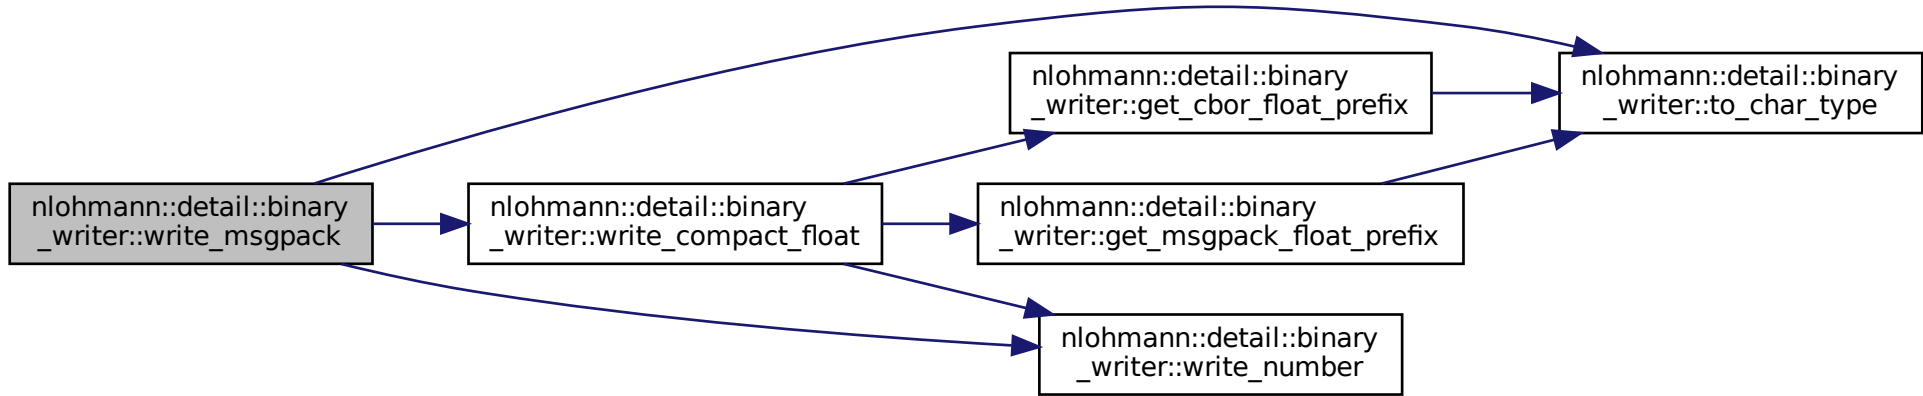 nlohmann::detail::binary
_writer::write_msgpack
nlohmann::detail::binary
_writer::write_compact_float
nlohmann::detail::binary
_writer::get_cbor_float_prefix
nlohmann::detail::binary
_writer::get_msgpack_float_prefix
nlohmann::detail::binary
_writer::write_number
nlohmann::detail::binary
_writer::to_char_type